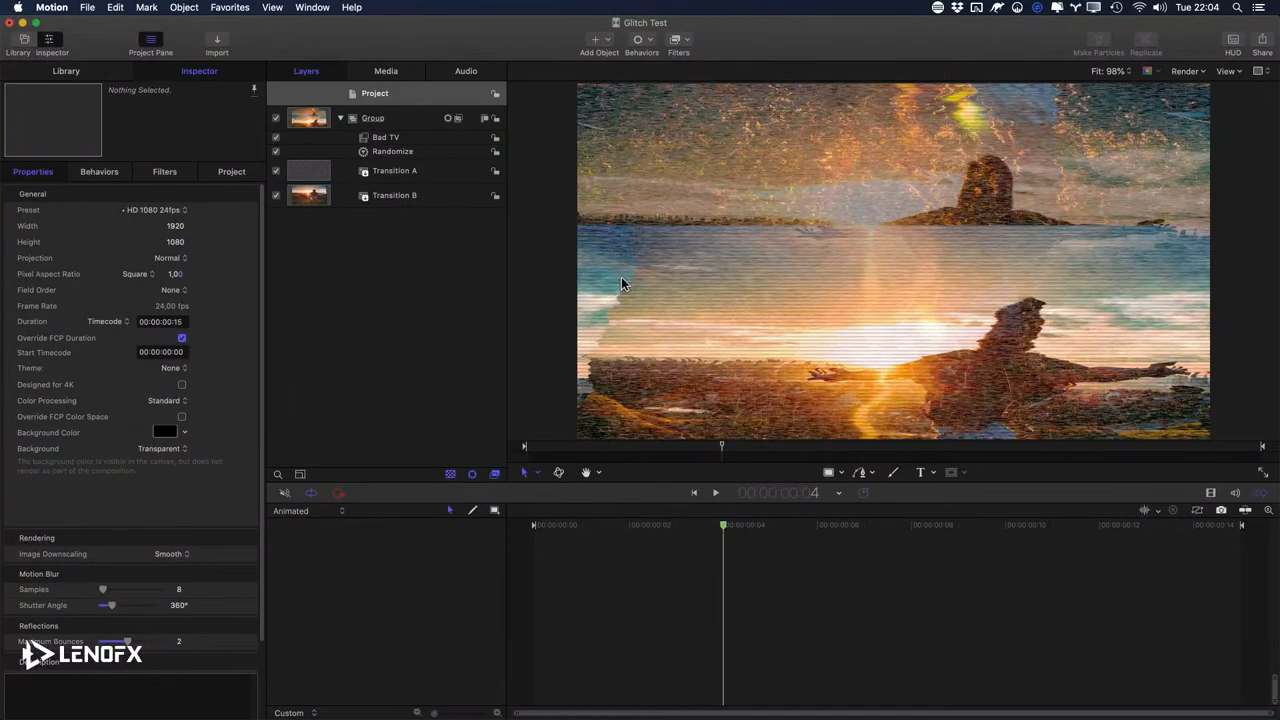 Motion File Edit Mark Object Favorites View Window Help Tue 22:04
Glitch Test
Library Inspector Project Pane Import Add Object Behaviors Filters Make Particles Replicate HUD Share
Library Inspector Layers Media Audio Fit: 98% Render View
Nothing Selected.
Project
Group
Bad TV
Randomize
Transition A
Transition B
Properties Behaviors Filters Project
General
Preset • HD 1080 24fps
Width 1920
Height 1080
Projection Normal
Pixel Aspect Ratio Square 1,00
Field Order None
Frame Rate 24,00 fps
Duration Timecode 00:00:00:15
Override FCP Duration
Start Timecode 00:00:00:00
Theme: None
Designed for 4K
Color Processing Standard
Override FCP Color Space
Background Color
Background Transparent
The background color is visible in the canvas, but does not
render as part of the composition.
Rendering
Image Downscaling Smooth
Motion Blur
Samples 8
Shutter Angle 360°
Reflections
Maximum Bounces 2
LENOFX
00:00:00:04
Animated
00:00:00:00 00:00:00:02 00:00:00:04 00:00:00:06 00:00:00:08 00:00:00:10 00:00:00:12 00:00:00:14
Custom